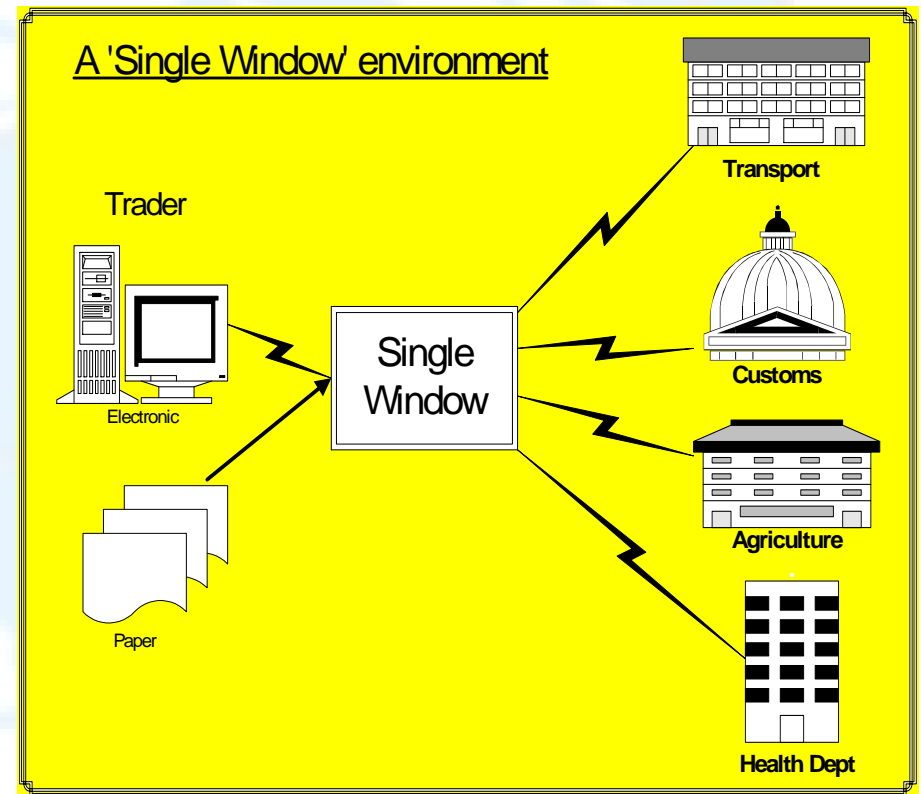 A 'Single Window' environment
Trader
Electronic
Paper
Single
Window
Transport
Customs
Agriculture
Health Dept